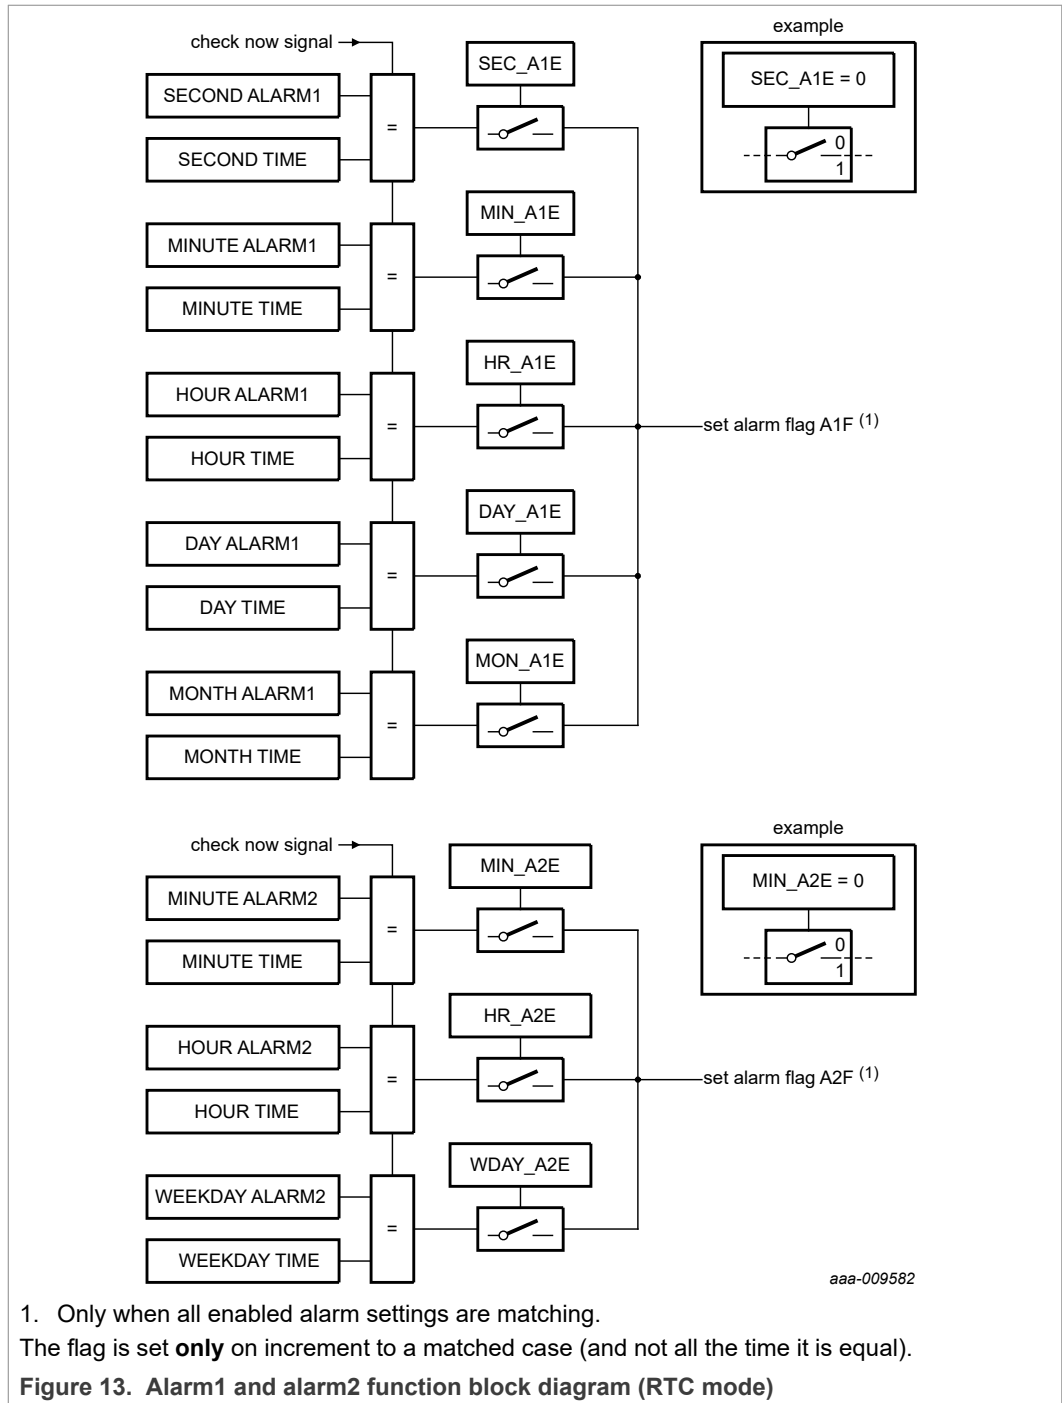 example
check now signal
SEC_A1E
SEC_A1E = 0
SECOND ALARM1
=
0
1
SECOND TIME
MIN_A1E
MINUTE ALARM1
=
MINUTE TIME
HR_A1E
HOUR ALARM1
=
set alarm flag A1F (1)
HOUR TIME
DAY_A1E
DAY ALARM1
=
DAY TIME
MON_A1E
MONTH ALARM1
=
MONTH TIME
example
check now signal
MIN_A2E
MIN_A2E = 0
MINUTE ALARM2
=
0
1
MINUTE TIME
HR_A2E
HOUR ALARM2
=
set alarm flag A2F (1)
HOUR TIME
WDAY_A2E
WEEKDAY ALARM2
=
WEEKDAY TIME
aaa-009582
1. Only when all enabled alarm settings are matching.
The flag is set only on increment to a matched case (and not all the time it is equal).
Figure 13. Alarm1 and alarm2 function block diagram (RTC mode)